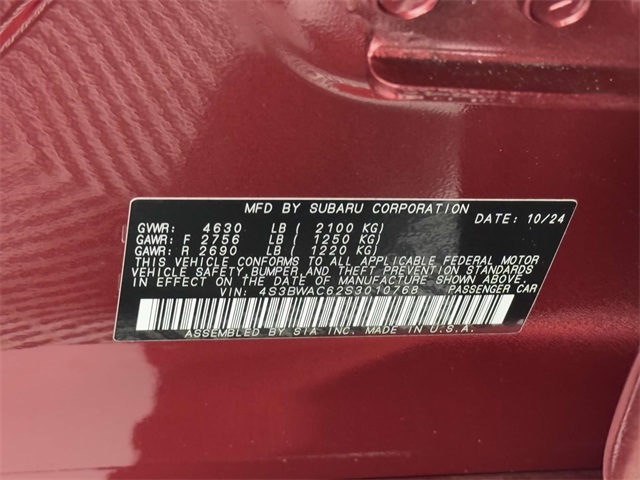 MFD BY SUBARU CORPORATION
DATE: 10/24
GVWR: 4630 LB ( 2100 KG)
GAWR: F 2756 LB ( 1250 KG)
GAWR: R 2690 LB ( 1220 KG)
THIS VEHICLE CONFORMS TO ALL APPLICABLE FEDERAL MOTOR
VEHICLE SAFETY, BUMPER, AND THEFT PREVENTION STANDARDS
IN EFFECT ON THE DATE OF MANUFACTURE SHOWN ABOVE.
VIN: 4S3BWAC62S3010768 PASSENGER CAR
ASSEMBLED BY SIA, INC. MADE IN U.S.A.